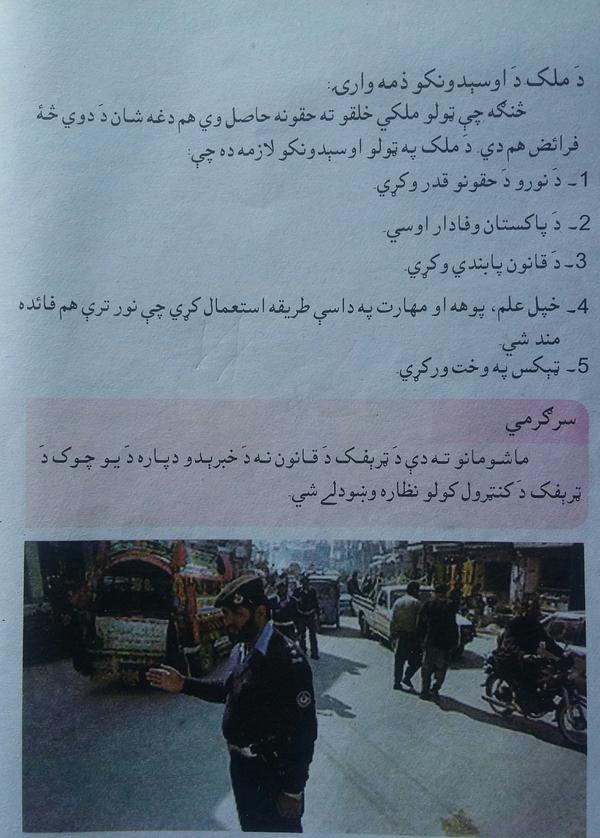 دَ ملک دَ اوسېدونکو ذمه وارۍ:
څنګه چې ټولو ملکي خلقو ته حقونه حاصل وي هم دغه شان دَ دوي څۀ
فرائض هم دي. دَ ملک په ټولو اوسېدونکو لازمه ده چې:
1۔ دَ نورو دَ حقونو قدر وکړي.
2۔ دَ پاکستان وفادار اوسي.
3۔ دَ قانون پابندي وکړي.
4۔ خپل علم، پوهه او مهارت په داسې طريقه استعمال کړي چې نور ترې هم فائده
مند شي.
5۔ ټېکس په وخت ورکړي.
سرګرمي
ماشومانو ته دې دَ ټرېفک دَ قانون نه دَ خبرېدو دپاره دَ يو چوک دَ
ټرېفک دَ کنټرول کولو نظاره وښودلے شي.